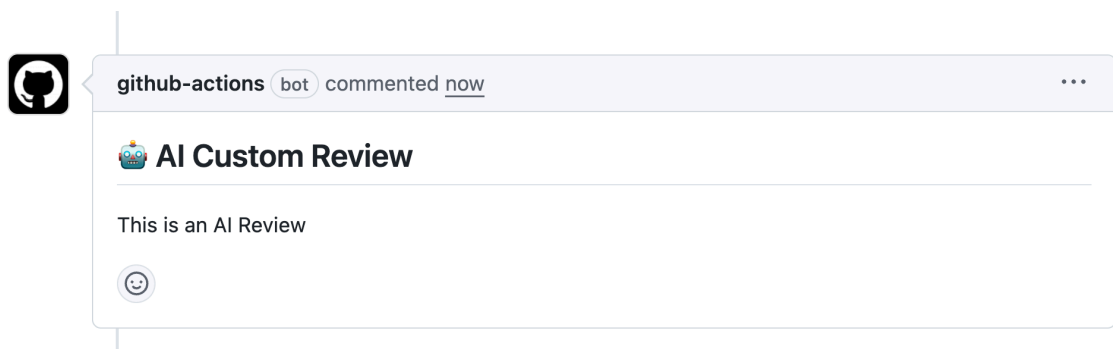 github-actions bot commented now
🤖 AI Custom Review
This is an AI Review